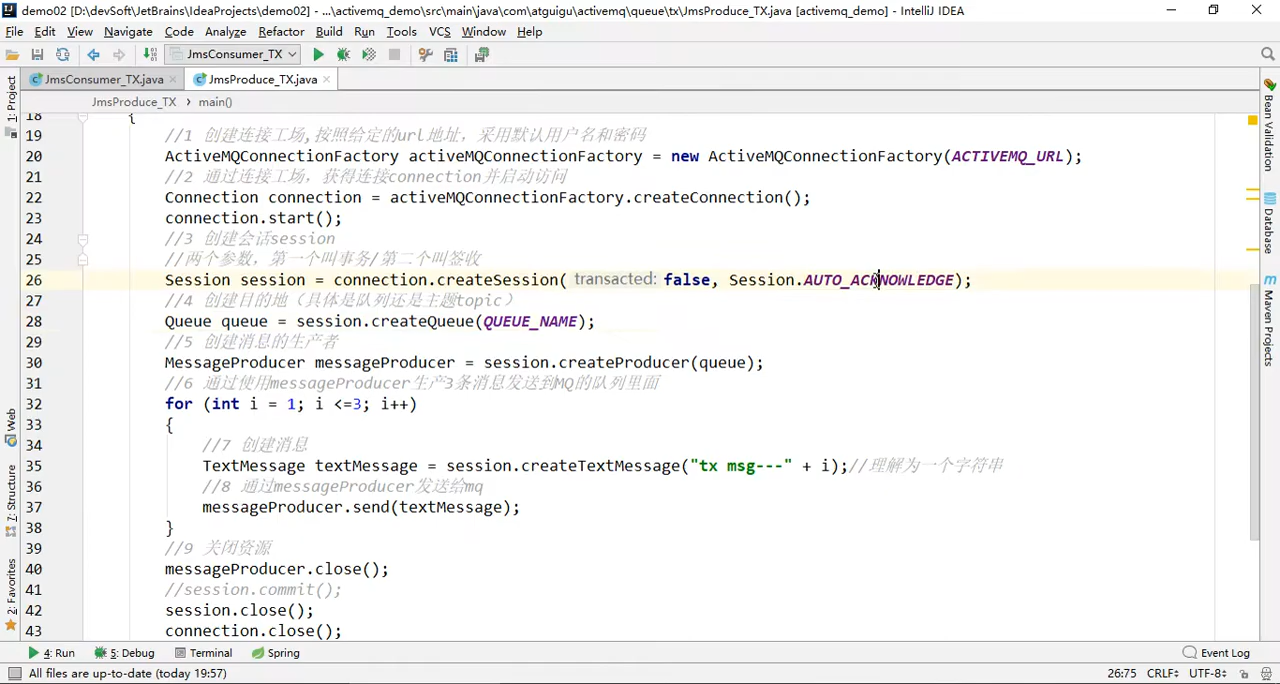 demo02 [D:\devSoft\JetBrains\IdeaProjects\demo02] - ...\activemq_demo\src\main\java\com\atguigu\activemq\queue\tx\JmsProduce_TX.java [activemq_demo] - IntelliJ IDEA
File Edit View Navigate Code Analyze Refactor Build Run Tools VCS Window Help
JmsConsumer_TX
JmsConsumer_TX.java JmsProduce_TX.java
JmsProduce_TX › main()
1: Project
Web
7: Structure
2: Favorites
Bean Validation
Database
Maven Projects
18 {
19 //1 创建连接工场,按照给定的url地址，采用默认用户名和密码
20 ActiveMQConnectionFactory activeMQConnectionFactory = new ActiveMQConnectionFactory(ACTIVEMQ_URL);
21 //2 通过连接工场，获得连接connection并启动访问
22 Connection connection = activeMQConnectionFactory.createConnection();
23 connection.start();
24 //3 创建会话session
25 //两个参数，第一个叫事务/第二个叫签收
26 Session session = connection.createSession( transacted: false, Session.AUTO_ACKNOWLEDGE);
27 //4 创建目的地（具体是队列还是主题topic）
28 Queue queue = session.createQueue(QUEUE_NAME);
29 //5 创建消息的生产者
30 MessageProducer messageProducer = session.createProducer(queue);
31 //6 通过使用messageProducer生产3条消息发送到MQ的队列里面
32 for (int i = 1; i <=3; i++)
33 {
34 //7 创建消息
35 TextMessage textMessage = session.createTextMessage("tx msg---" + i);//理解为一个字符串
36 //8 通过messageProducer发送给mq
37 messageProducer.send(textMessage);
38 }
39 //9 关闭资源
40 messageProducer.close();
41 //session.commit();
42 session.close();
43 connection.close();
4: Run 5: Debug Terminal Spring Event Log
All files are up-to-date (today 19:57) 26:75 CRLF UTF-8